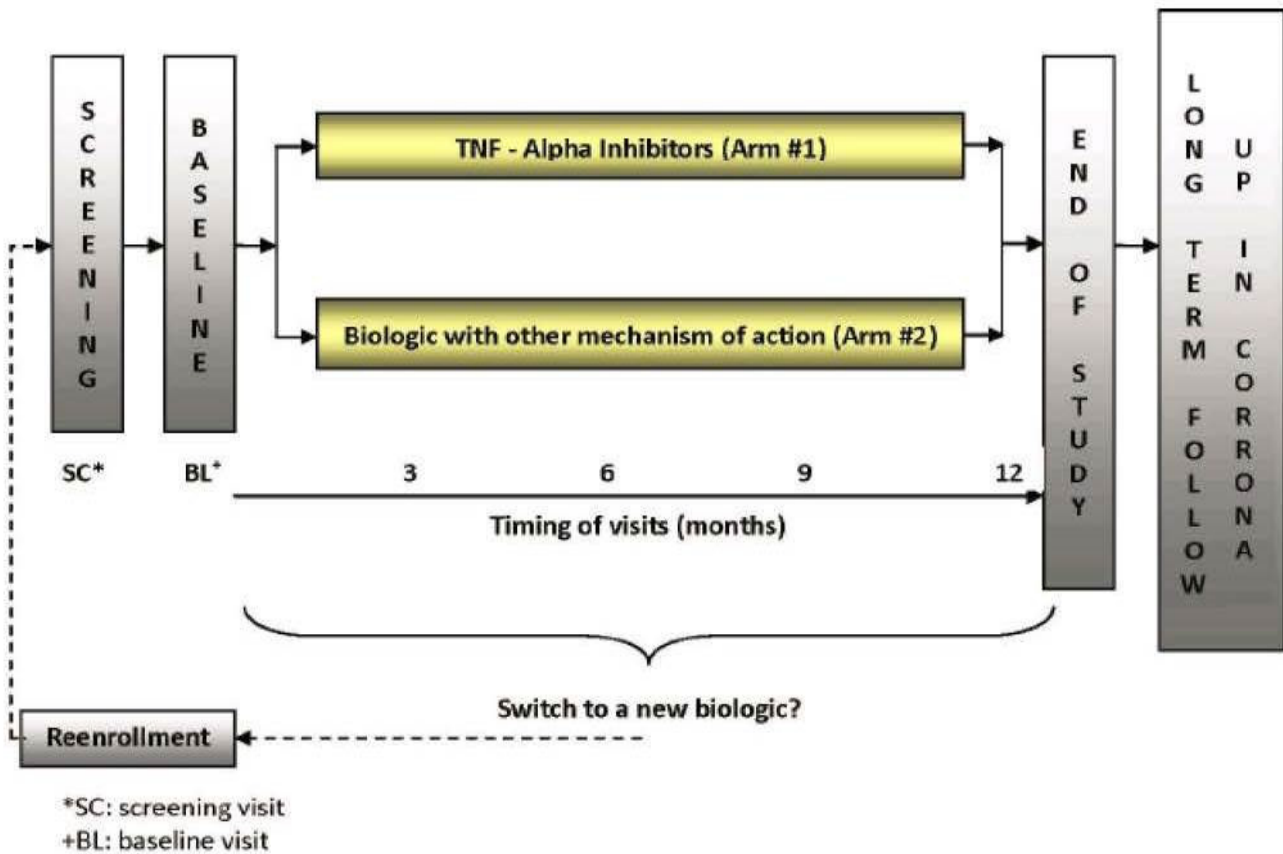 SCREENING
BASELINE
TNF - Alpha Inhibitors (Arm #1)
Biologic with other mechanism of action (Arm #2)
END OF STUDY
LONG TERM FOLLOW
UP IN CORRONA
SC* BL+ 3 6 9 12
Timing of visits (months)
Switch to a new biologic?
Reenrollment
*SC: screening visit
+BL: baseline visit